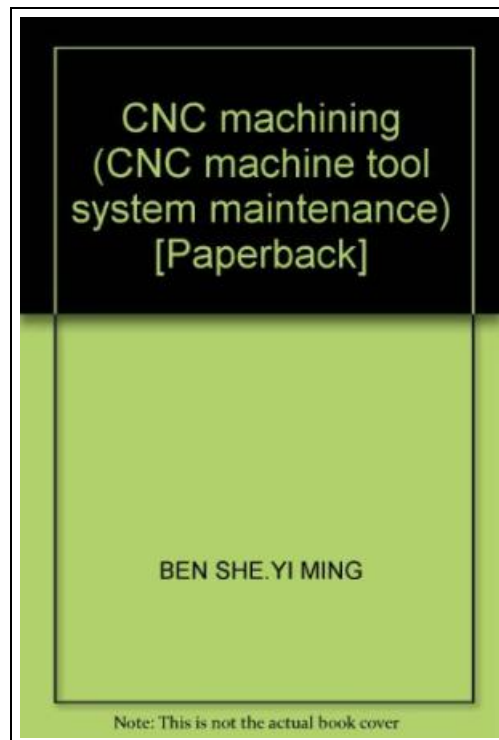 CNC machining
(CNC machine tool
system maintenance)
[Paperback]
BEN SHE.YI MING
Note: This is not the actual book cover